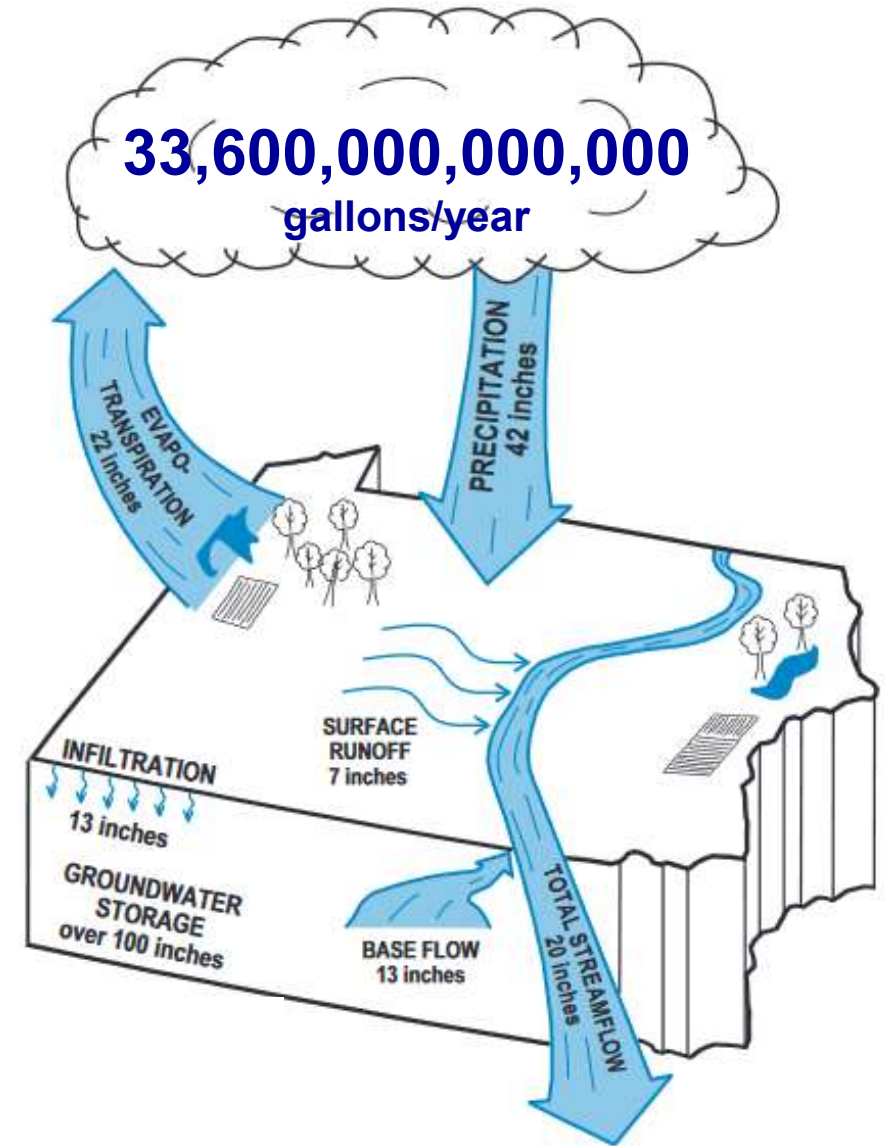 33,600,000,000,000
gallons/year
EVAPO-
TRANSPIRATION
22 inches
PRECIPITATION
42 inches
SURFACE
RUNOFF
7 inches
INFILTRATION
13 inches
GROUNDWATER
STORAGE
over 100 inches
BASE FLOW
13 inches
TOTAL STREAMFLOW
20 inches